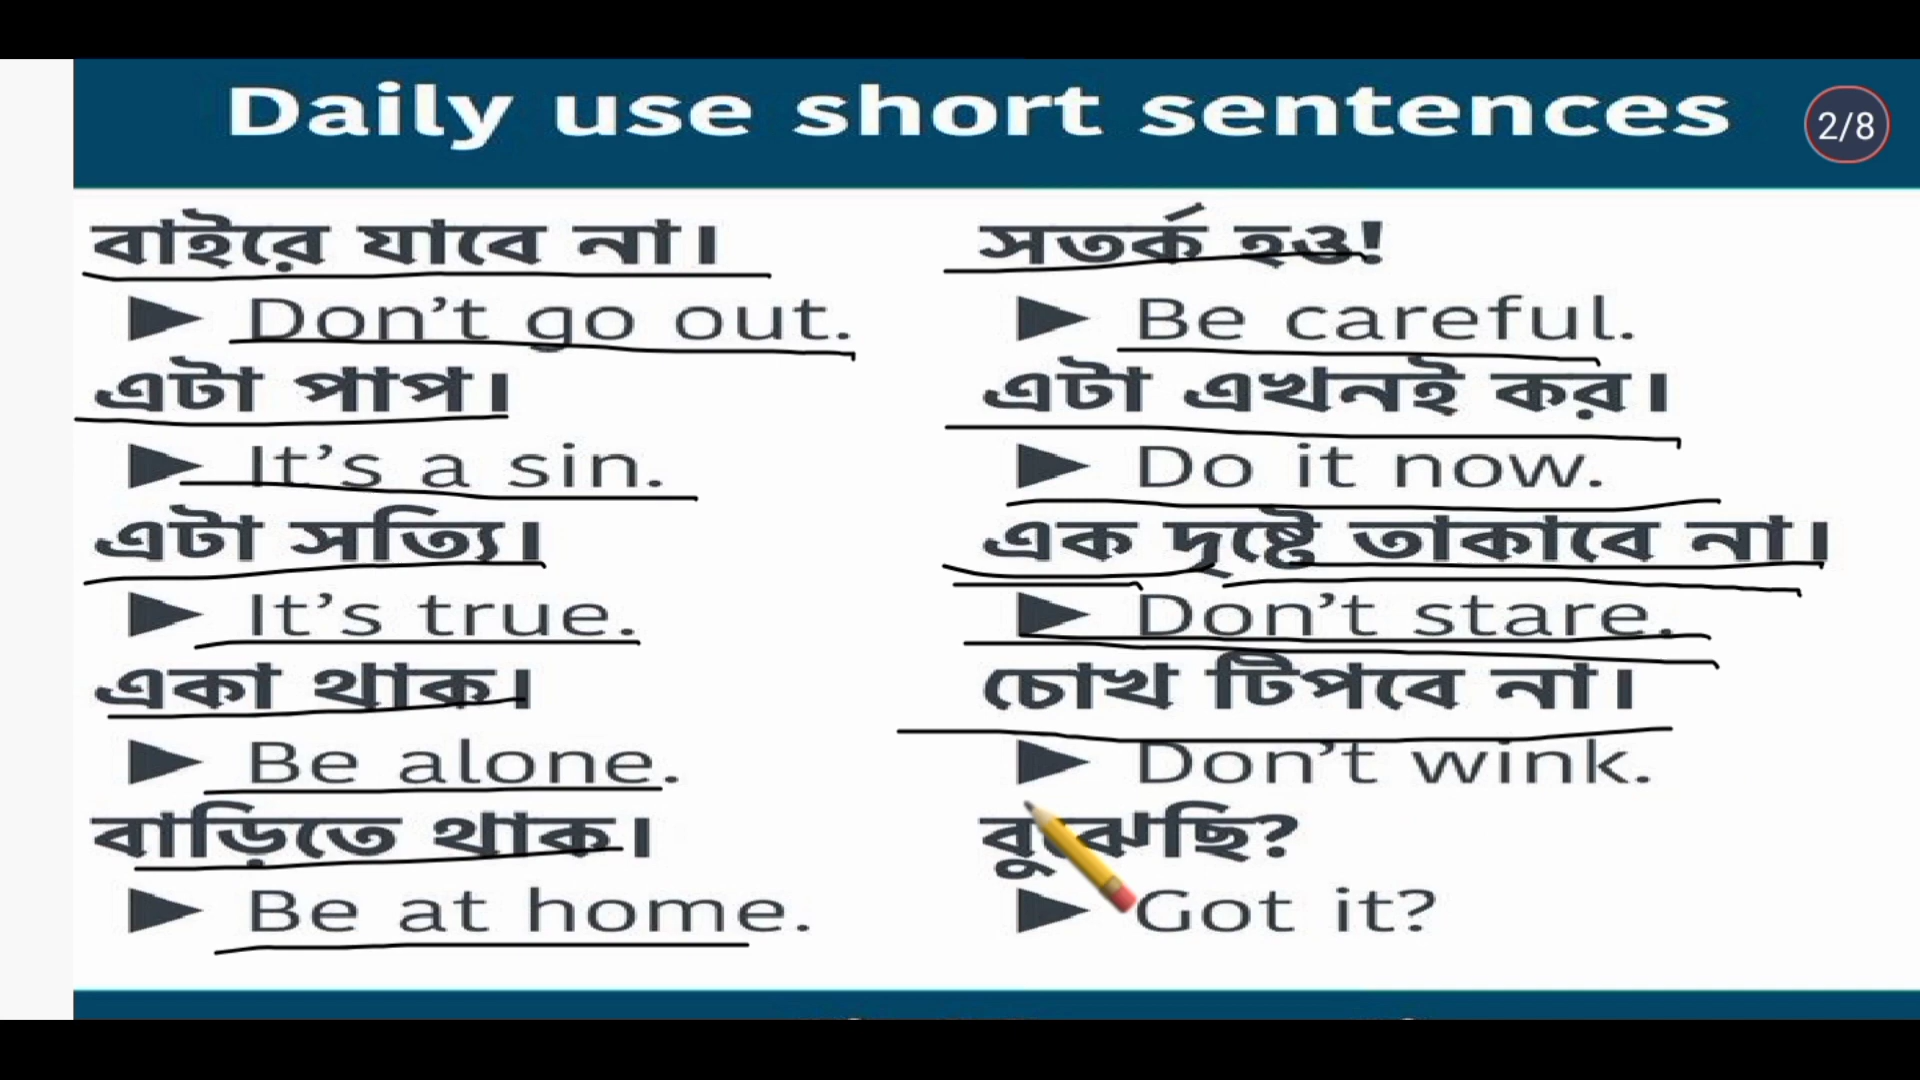 Daily use short sentences
2/8
বাইরে যাবে না।
► Don't go out.
এটা পাপ।
► It's a sin.
এটা সত্যি।
► It's true.
একা থাক।
► Be alone.
বাড়িতে থাক।
► Be at home.
সতর্ক হও!
► Be careful.
এটা এখনই কর।
► Do it now.
এক দৃষ্টে তাকাবে না।
► Don't stare.
চোখ টিপবে না।
► Don't wink.
বুঝেছি?
► Got it?